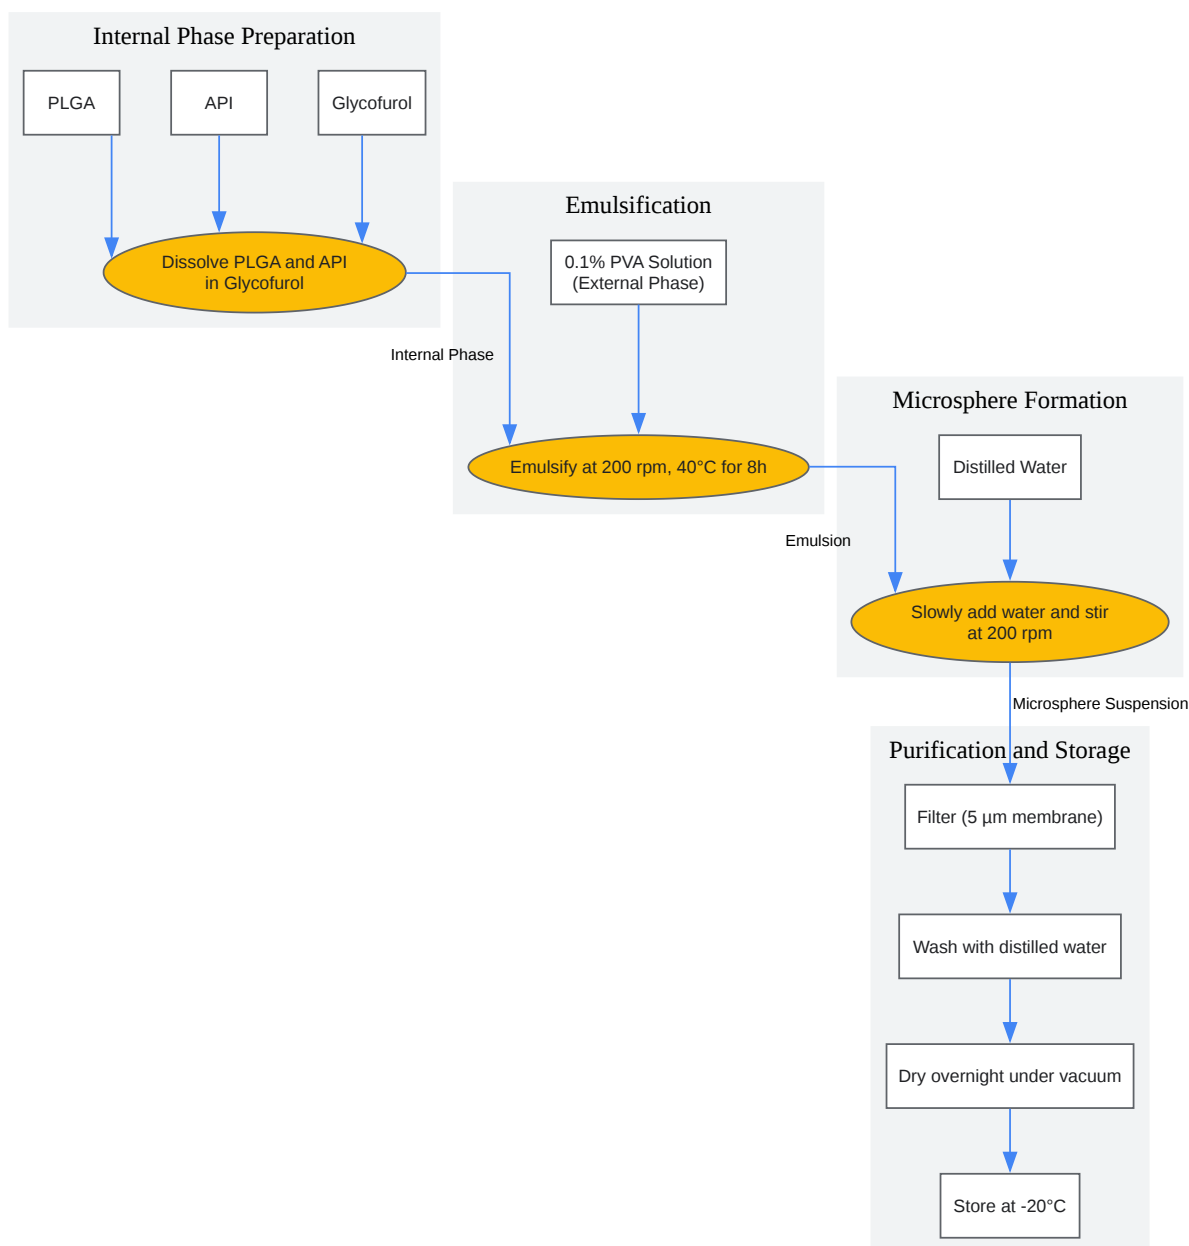 Internal Phase Preparation
PLGA
API
Glycofurol
Dissolve PLGA and API
in Glycofurol
Internal Phase
Emulsification
0.1% PVA Solution
(External Phase)
Emulsify at 200 rpm, 40°C for 8h
Emulsion
Microsphere Formation
Distilled Water
Slowly add water and stir
at 200 rpm
Microsphere Suspension
Purification and Storage
Filter (5 µm membrane)
Wash with distilled water
Dry overnight under vacuum
Store at -20°C